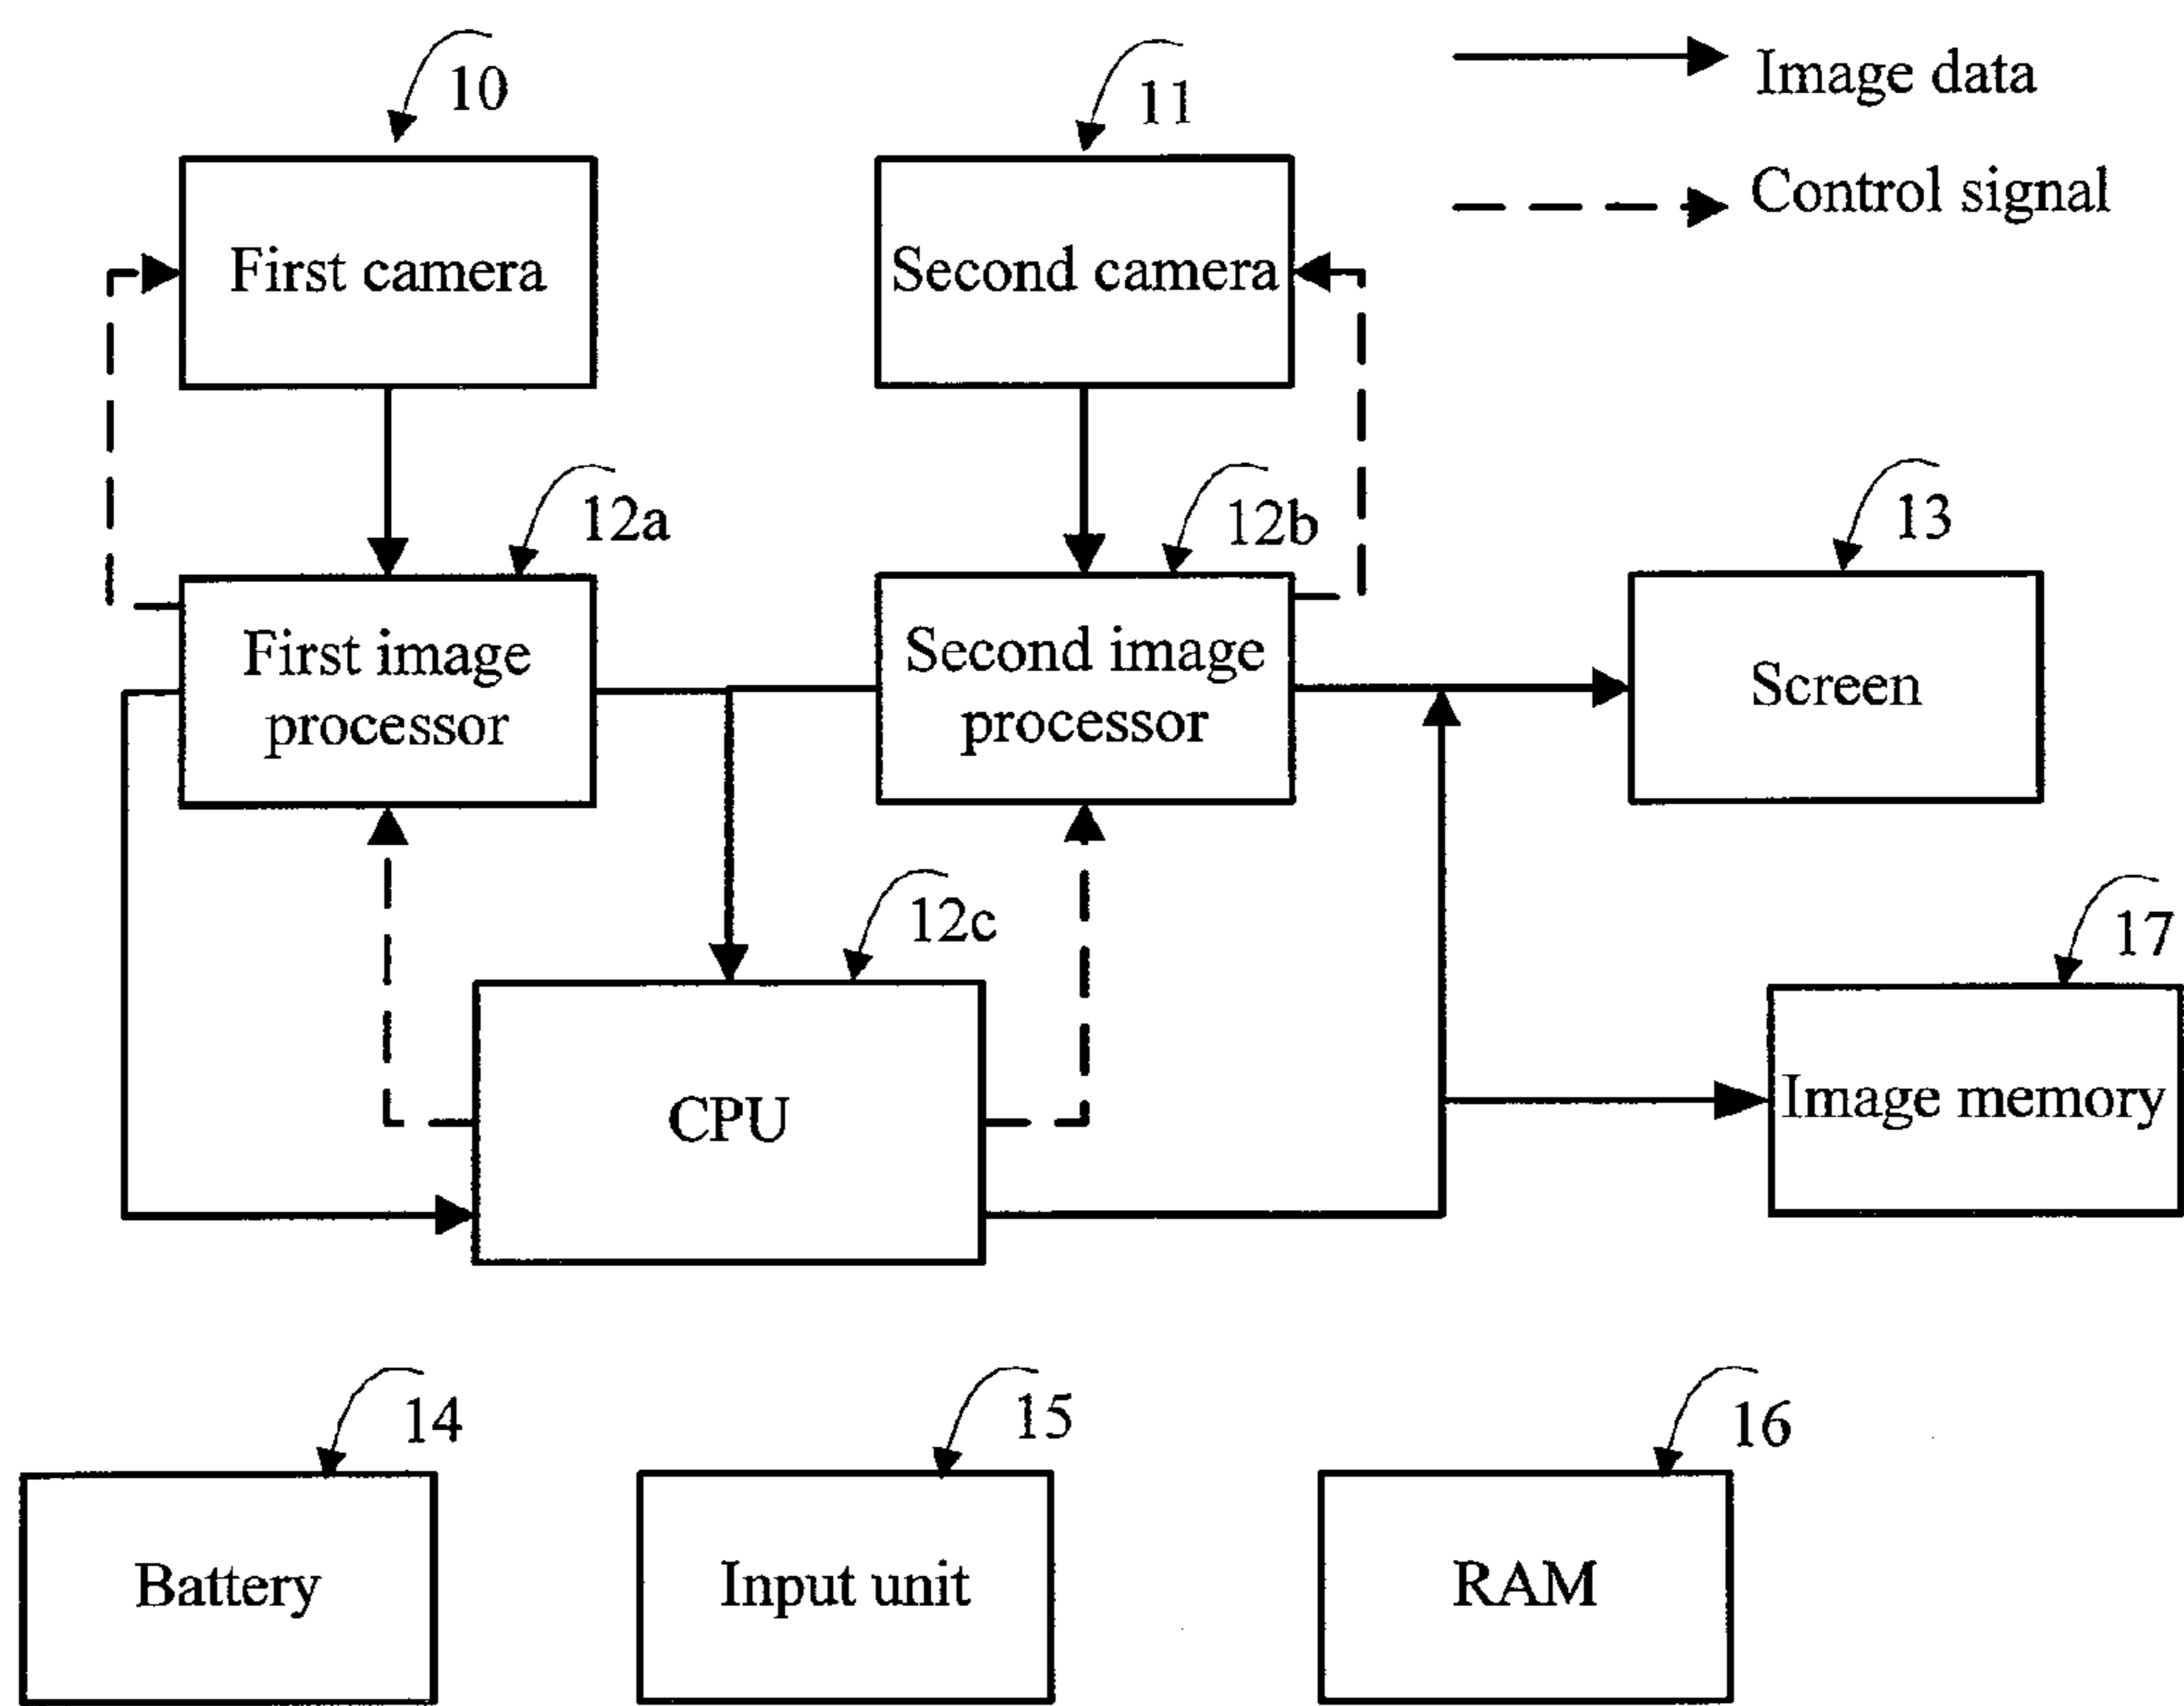 10
11
Image data
Control signal
First camera
Second camera
12a
12b
13
First image
processor
Second image
processor
Screen
12c
17
CPU
Image memory
14
15
16
Battery
Input unit
RAM